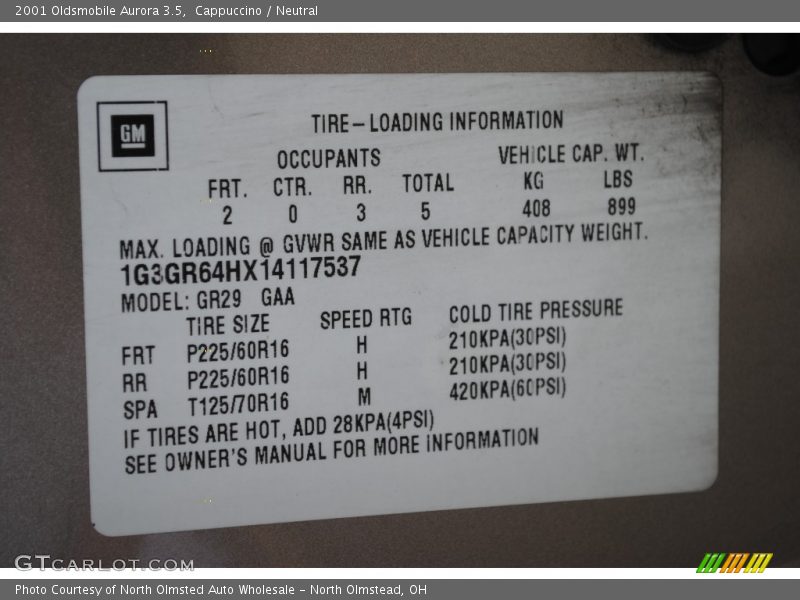 2001 Oldsmobile Aurora 3.5,  Cappuccino / Neutral
GM
TIRE-LOADING INFORMATION
OCCUPANTS VEHICLE CAP. WT.
FRT. CTR. RR. TOTAL KG LBS
2 0 3 5 408 899
MAX. LOADING @ GVWR SAME AS VEHICLE CAPACITY WEIGHT.
1G3GR64HX14117537
MODEL: GR29 GAA
TIRE SIZE SPEED RTG COLD TIRE PRESSURE
FRT P225/60R16 H 210KPA(30PSI)
RR P225/60R16 H 210KPA(30PSI)
SPA T125/70R16 M 420KPA(60PSI)
IF TIRES ARE HOT, ADD 28KPA(4PSI)
SEE OWNER'S MANUAL FOR MORE INFORMATION
GTCARLOT.COM
Photo Courtesy of North Olmsted Auto Wholesale - North Olmstead, OH